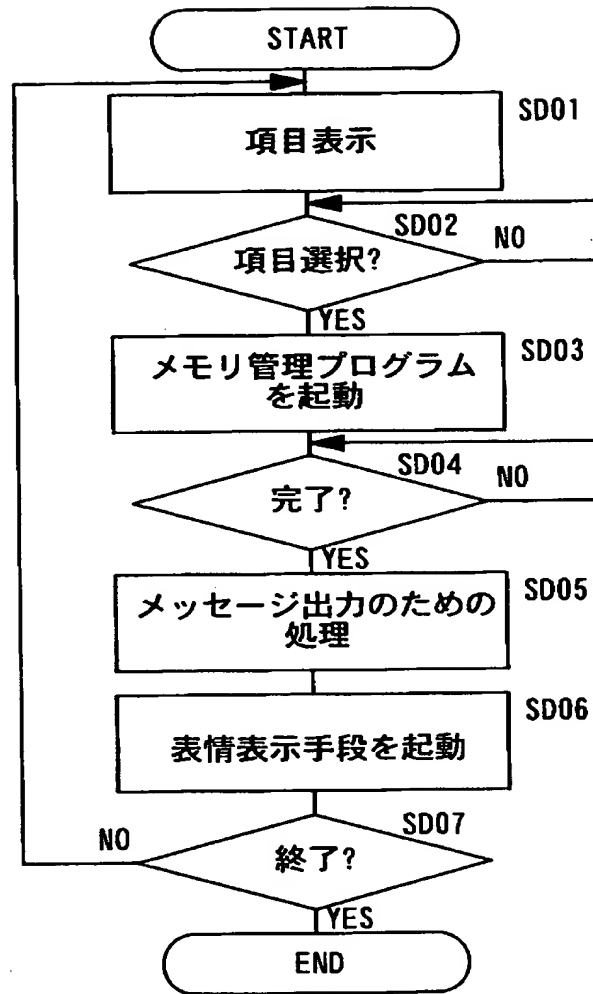 START
SD01
項目表示
SD02
NO
項目選択?
YES
SD03
メモリ管理プログラム
を起動
SD04
NO
完了?
YES
SD05
メッセージ出力のための
処理
SD06
表情表示手段を起動
SD07
NO
終了?
YES
END